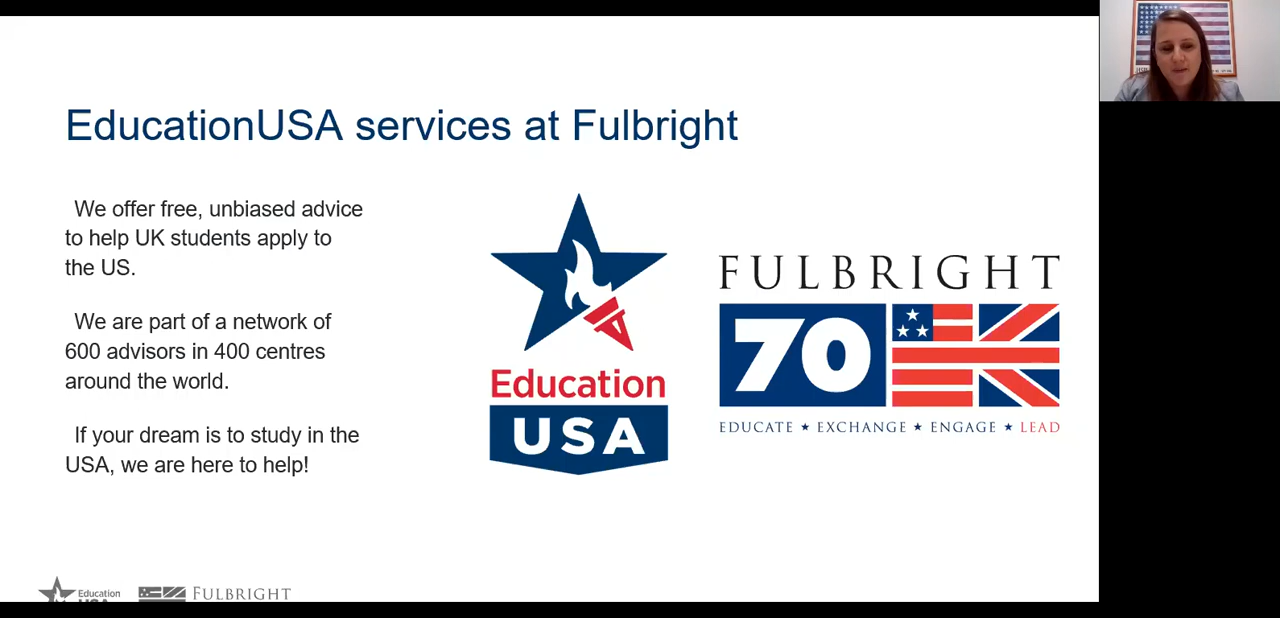 EducationUSA services at Fulbright
We offer free, unbiased advice
to help UK students apply to
the US.
We are part of a network of
600 advisors in 400 centres
around the world.
If your dream is to study in the
USA, we are here to help!
Education
USA
FULBRIGHT
70
EDUCATE ★ EXCHANGE ★ ENGAGE ★ LEAD
Education
USA
FULBRIGHT